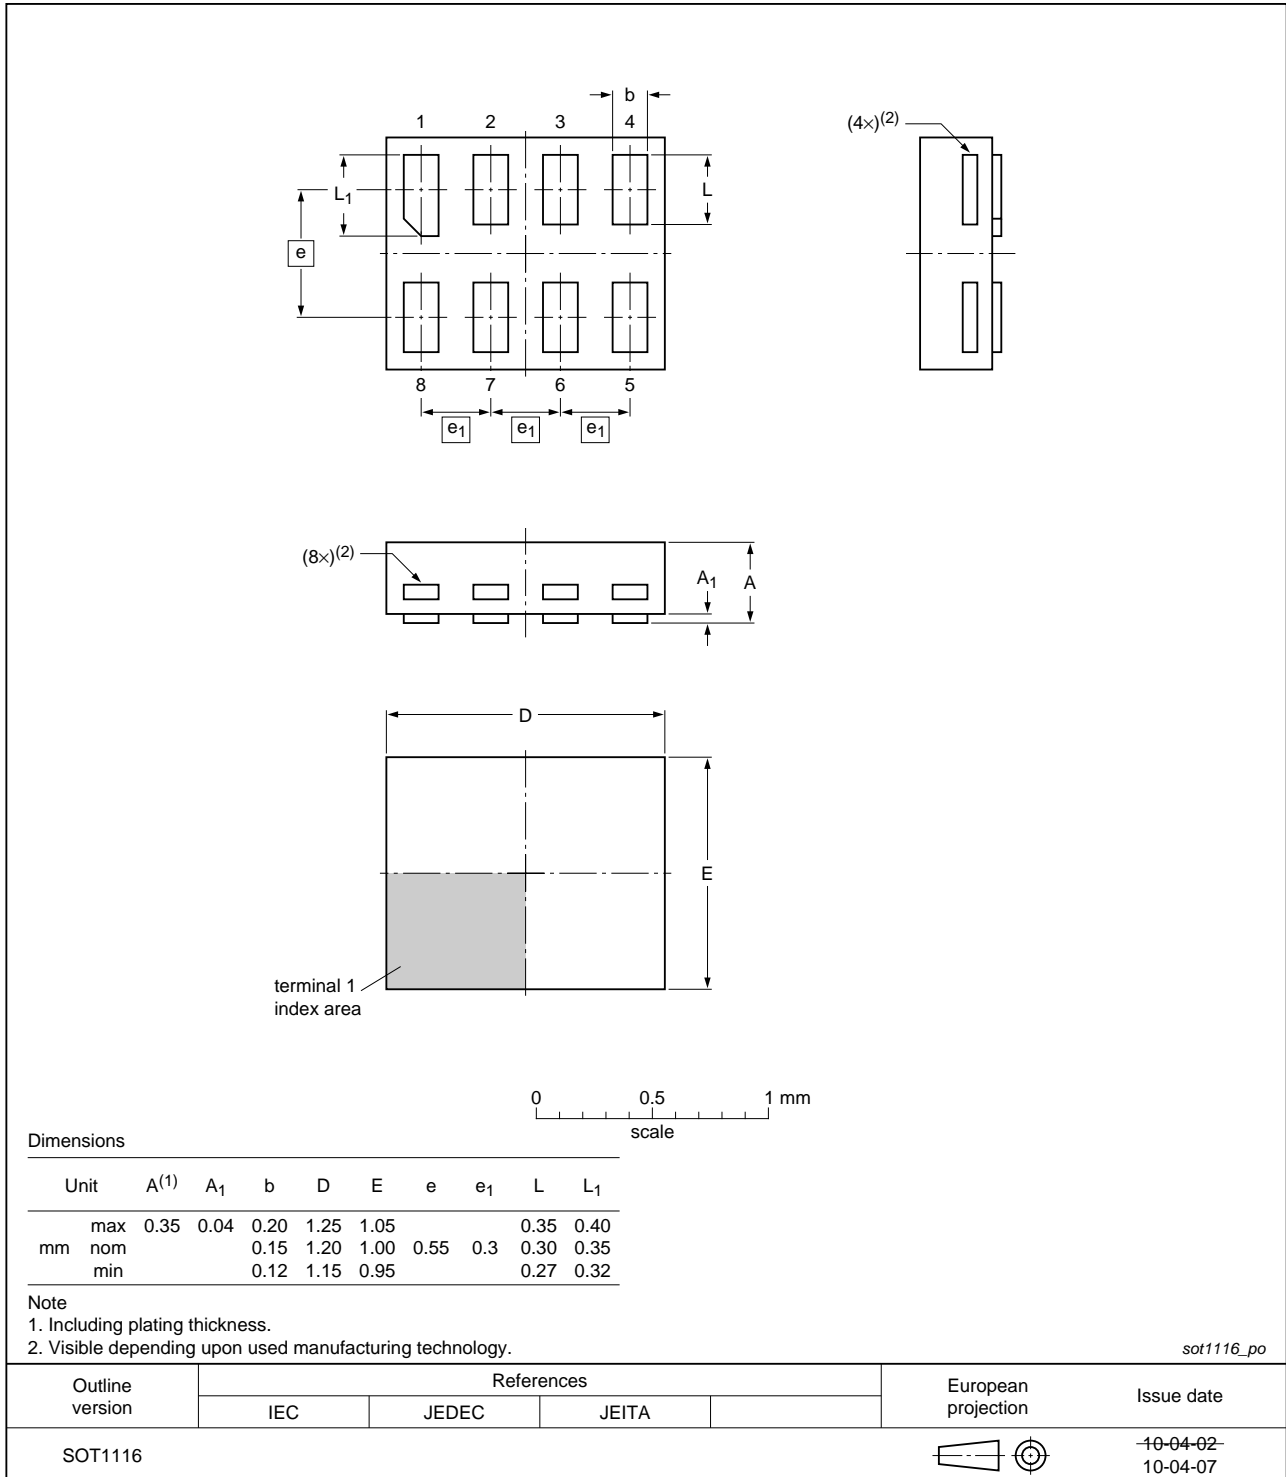 b
1 2 3 4
(4×)(2)
L1
L
e
8 7 6 5
e1 e1 e1
(8×)(2)
A1
A
D
E
terminal 1
index area
0 0.5 1 mm
scale
Dimensions
Unit A(1) A1 b D E e e1 L L1
max 0.35 0.04 0.20 1.25 1.05 0.35 0.40
mm nom 0.15 1.20 1.00 0.55 0.3 0.30 0.35
min 0.12 1.15 0.95 0.27 0.32
Note
1. Including plating thickness.
2. Visible depending upon used manufacturing technology.
sot1116_po
Outline version
References
IEC JEDEC JEITA
European projection
Issue date
SOT1116
10-04-02
10-04-07